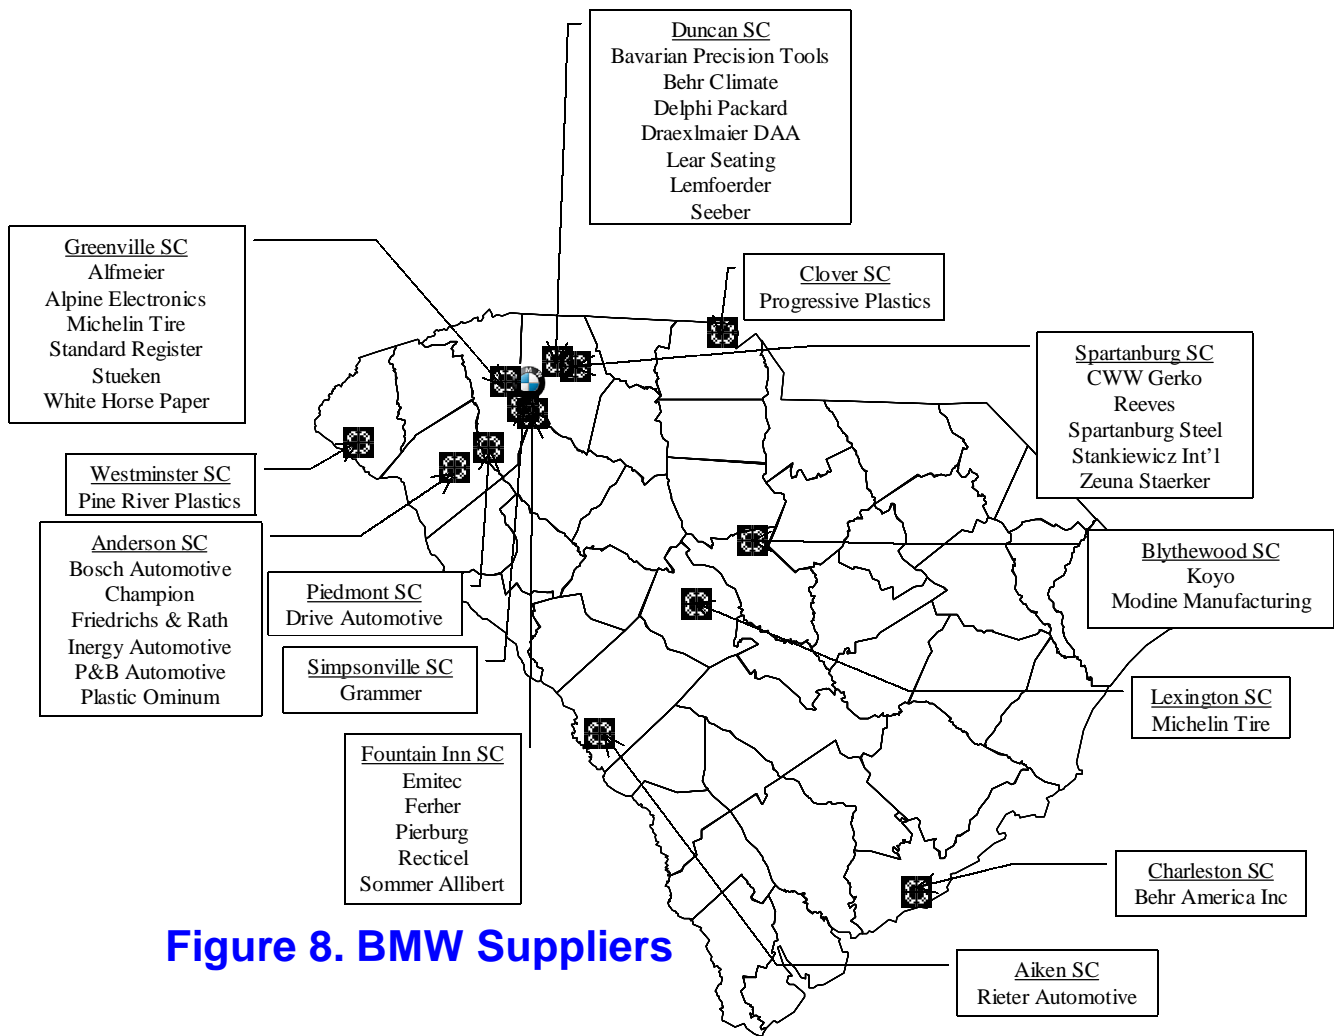 Duncan SC
Bavarian Precision Tools
Behr Climate
Delphi Packard
Draexlmaier DAA
Lear Seating
Lemfoerder
Seeber
Greenville SC
Alfmeier
Alpine Electronics
Michelin Tire
Standard Register
Stueken
White Horse Paper
Clover SC
Progressive Plastics
Spartanburg SC
CWW Gerko
Reeves
Spartanburg Steel
Stankiewicz Int'l
Zeuna Staerker
Westminster SC
Pine River Plastics
Anderson SC
Bosch Automotive
Champion
Friedrichs & Rath
Inergy Automotive
P&B Automotive
Plastic Ominum
Piedmont SC
Drive Automotive
Simpsonville SC
Grammer
Blythewood SC
Koyo
Modine Manufacturing
Lexington SC
Michelin Tire
Fountain Inn SC
Emitec
Ferher
Pierburg
Recticel
Sommer Allibert
Charleston SC
Behr America Inc
Aiken SC
Rieter Automotive
Figure 8. BMW Suppliers